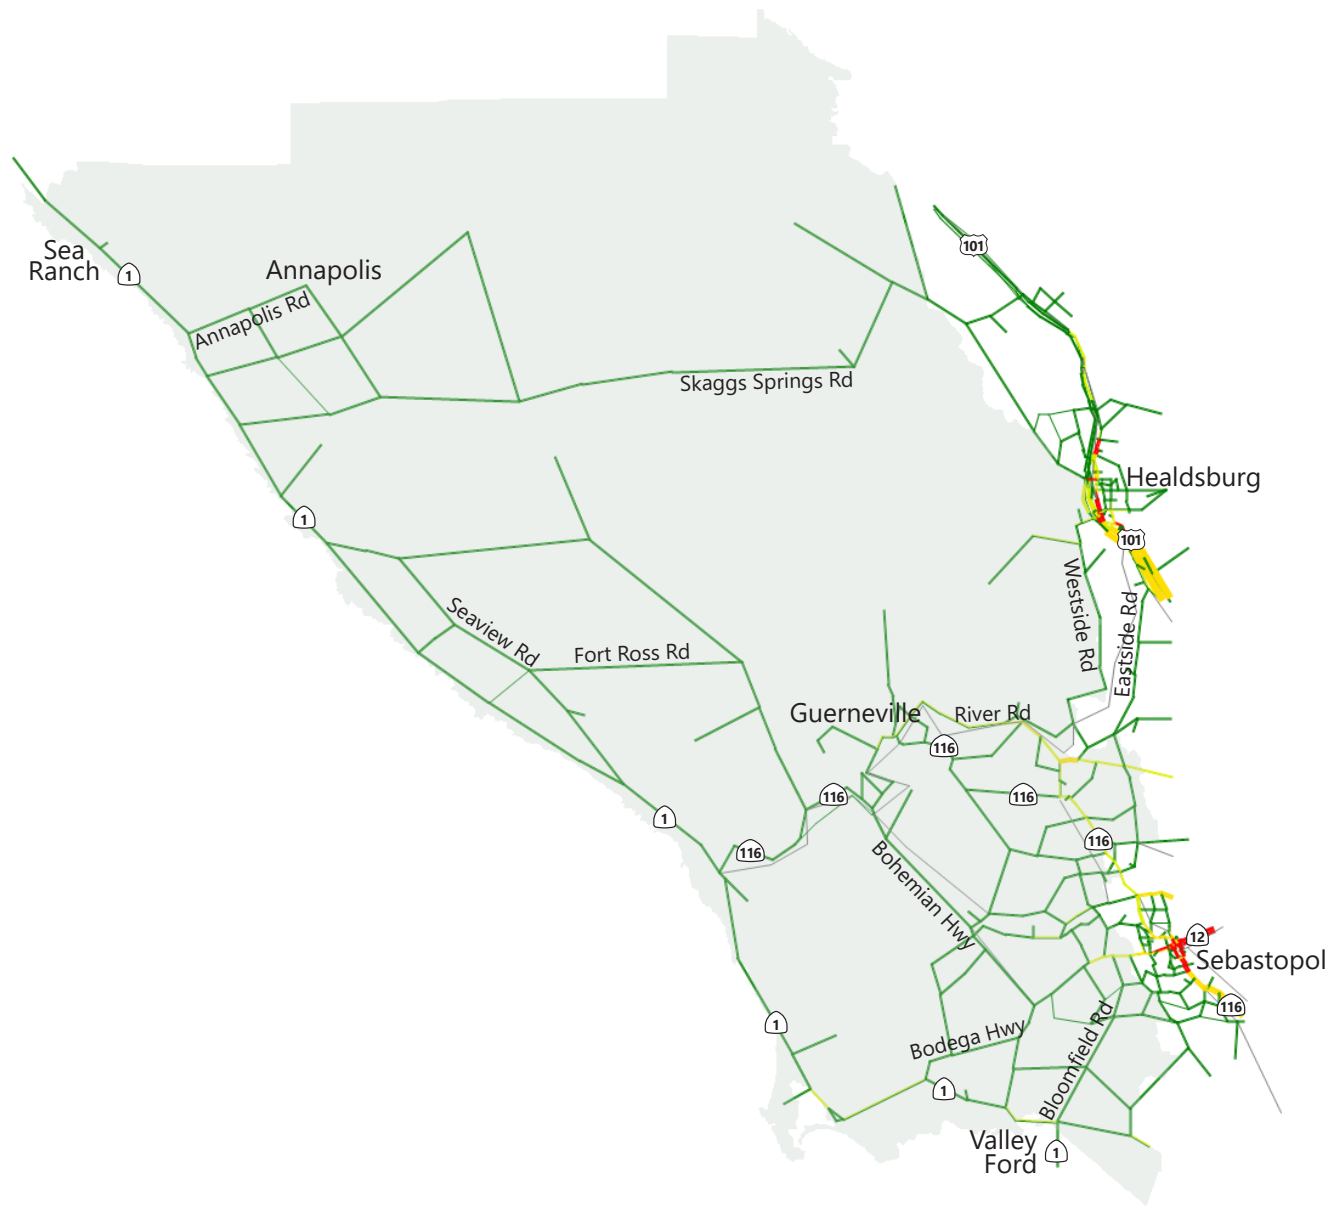 101
Sea
Ranch
1
Annapolis
Annapolis Rd
Skaggs Springs Rd
Healdsburg
1
101
Westside Rd
Eastside Rd
Seaview Rd
Fort Ross Rd
Guerneville
River Rd
116
116
116
1
116
116
Bohemian Hwy
12
Sebastopol
116
1
Bodega Hwy
Bloomfield Rd
1
Valley
Ford
1